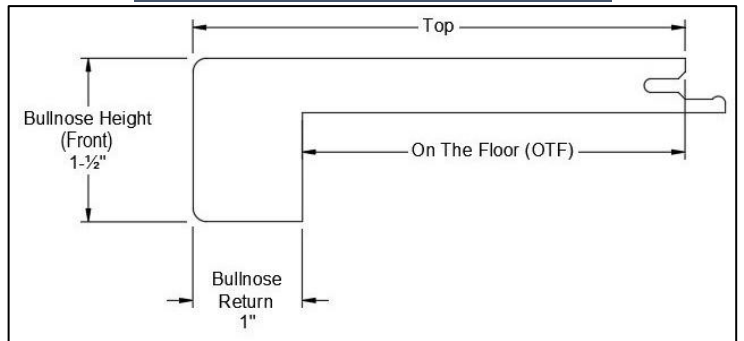 Top
Bullnose Height
(Front)
1-½"
On The Floor (OTF)
Bullnose
Return
1"